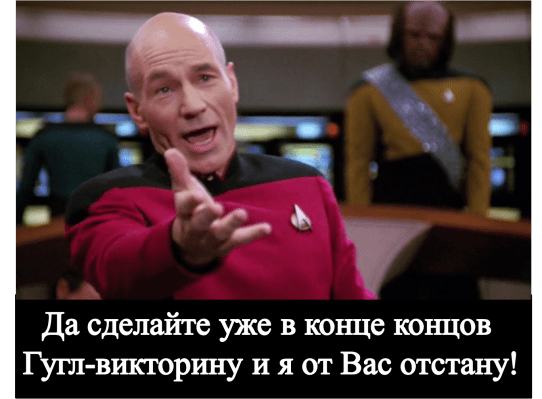 Да сделайте уже в конце концов
Гугл-викторину и я от Вас отстану!